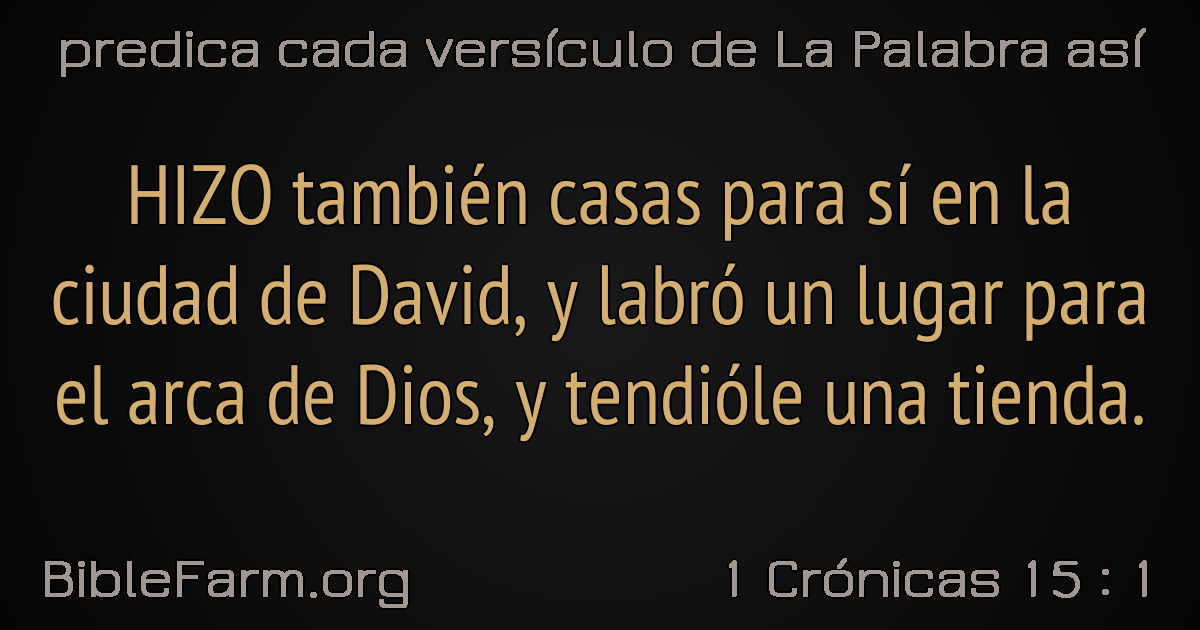 predica cada versículo de La Palabra así
HIZO también casas para sí en la
ciudad de David, y labró un lugar para
el arca de Dios, y tendióle una tienda.
BibleFarm.org
1 Crónicas 15 : 1